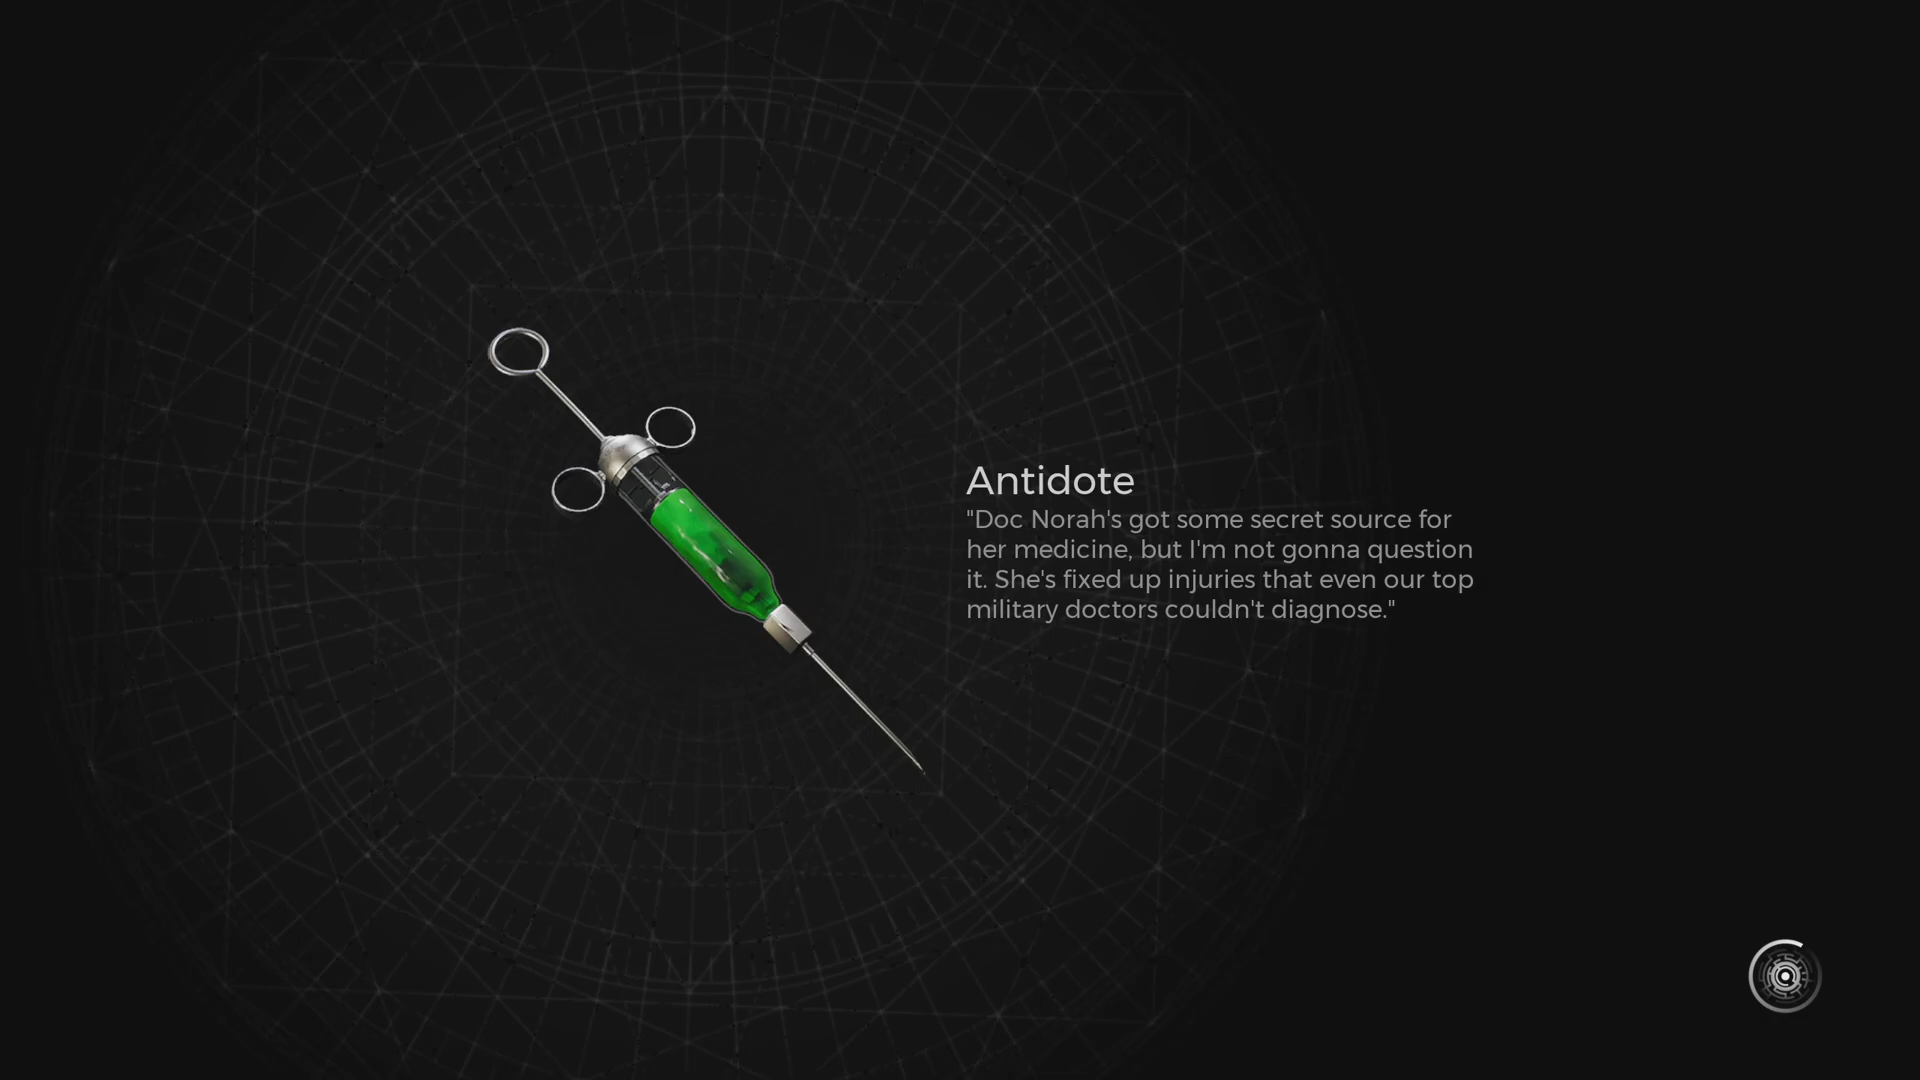 Antidote
"Doc Norah's got some secret source for
her medicine, but I'm not gonna question
it. She's fixed up injuries that even our top
military doctors couldn't diagnose."